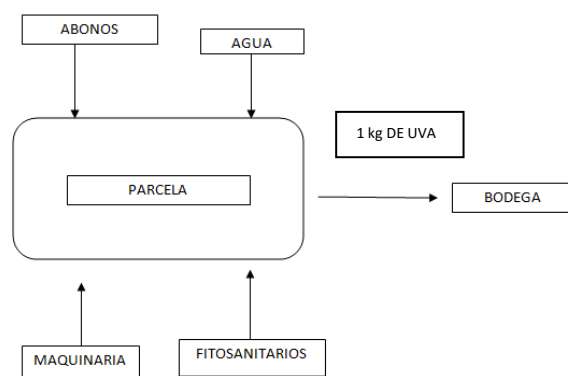 ABONOS
AGUA
1 kg DE UVA
PARCELA
BODEGA
MAQUINARIA
FITOSANITARIOS